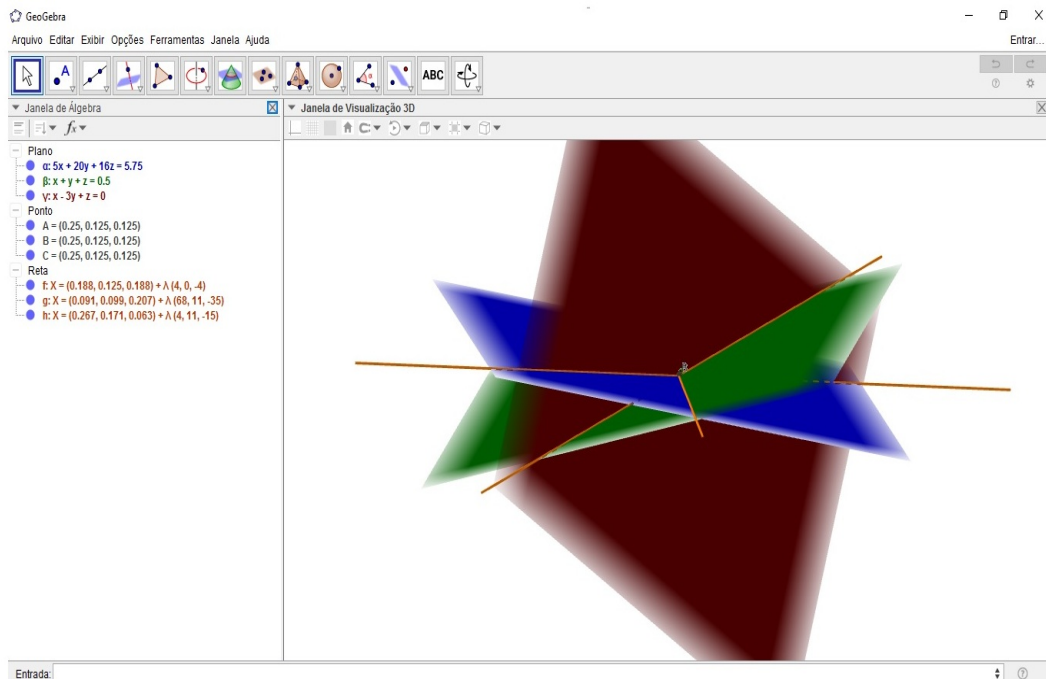 GeoGebra
Arquivo Editar Exibir Opções Ferramentas Janela Ajuda
Entrar...
A
ABC
Janela de Álgebra
Janela de Visualização 3D
fx
Plano
α: 5x + 20y + 16z = 5.75
β: x + y + z = 0.5
γ: x - 3y + z = 0
Ponto
A = (0.25, 0.125, 0.125)
B = (0.25, 0.125, 0.125)
C = (0.25, 0.125, 0.125)
Reta
f: X = (0.188, 0.125, 0.188) + λ (4, 0, -4)
g: X = (0.091, 0.099, 0.207) + λ (68, 11, -35)
h: X = (0.267, 0.171, 0.063) + λ (4, 11, -15)
Entrada: